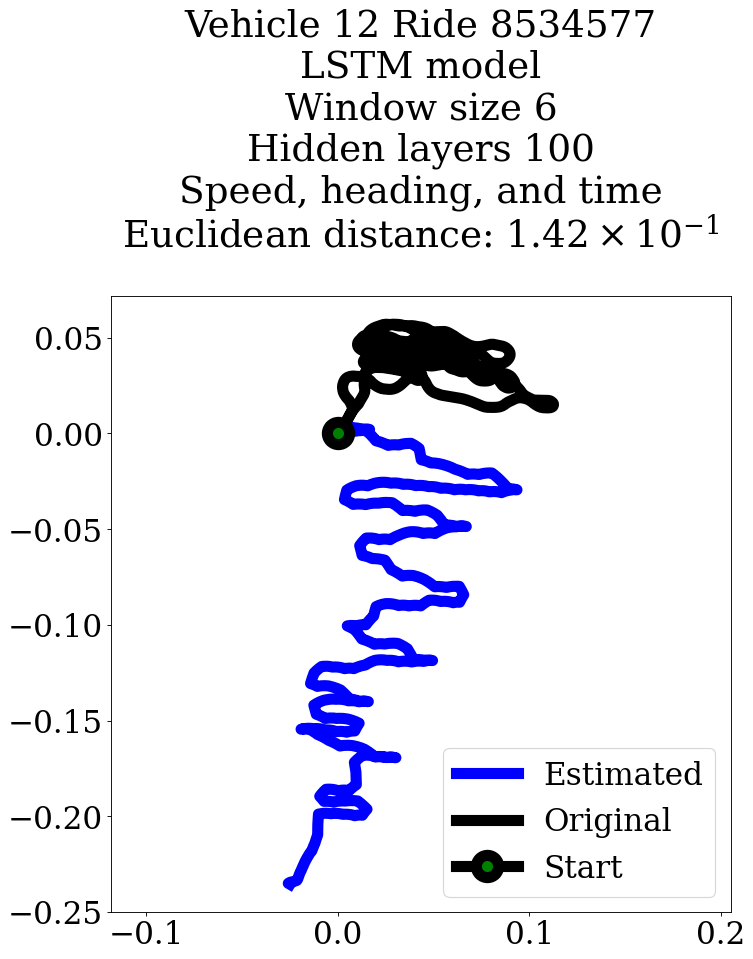 Vehicle 12 Ride 8534577
LSTM model
Window size 6
Hidden layers 100
Speed, heading, and time
Euclidean distance: 1.42 × 10⁻¹
0.05
0.00
−0.05
−0.10
−0.15
−0.20
−0.25
−0.1
0.0
0.1
0.2
Estimated
Original
Start